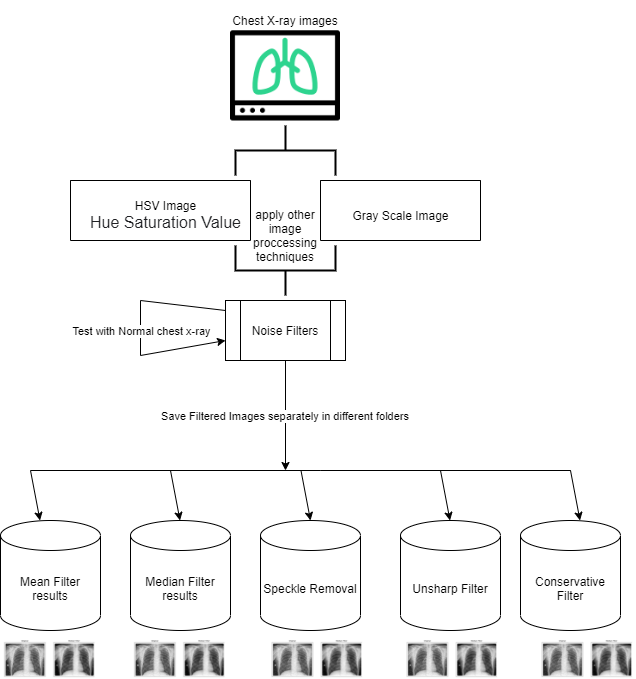 Chest X-ray images
HSV Image
Hue Saturation Value
Gray Scale Image
apply other
image
proccessing
techniques
Test with Normal chest x-ray
Noise Filters
Save Filtered Images separately in different folders
Mean Filter
results
Median Filter
results
Speckle Removal
Unsharp Filter
Conservative
Filter